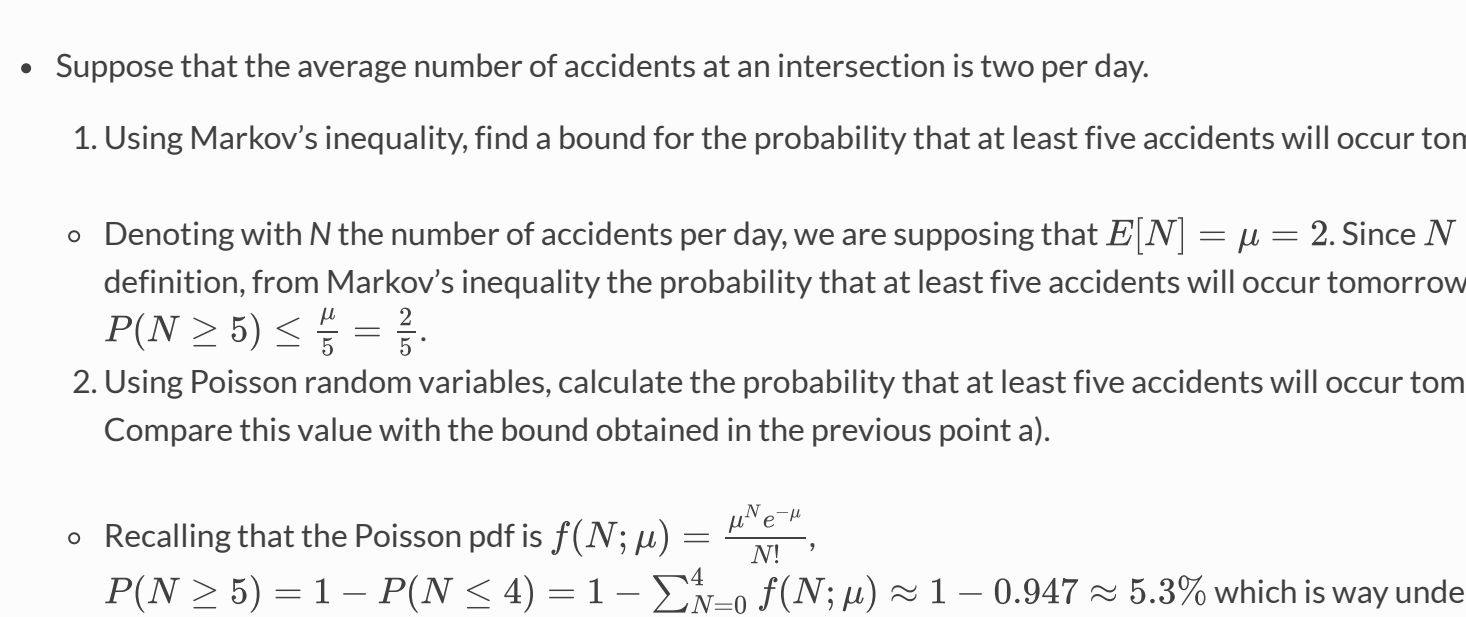 • Suppose that the average number of accidents at an intersection is two per day.
1. Using Markov's inequality, find a bound for the probability that at least five accidents will occur tom
∘ Denoting with N the number of accidents per day, we are supposing that E[N] = μ = 2. Since N
definition, from Markov's inequality the probability that at least five accidents will occur tomorrow
P(N ≥ 5) ≤ μ/5 = 2/5.
2. Using Poisson random variables, calculate the probability that at least five accidents will occur tom
Compare this value with the bound obtained in the previous point a).
∘ Recalling that the Poisson pdf is f(N; μ) = μ^N e^{-μ}/N!,
P(N ≥ 5) = 1 − P(N ≤ 4) = 1 − ∑_{N=0}^4 f(N; μ) ≈ 1 − 0.947 ≈ 5.3% which is way unde